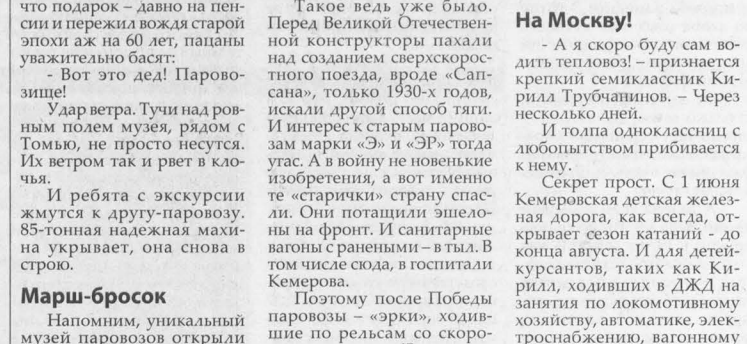 что подарок – давно на пен-
сии и пережил вождя старой
эпохи аж на 60 лет, пацаны
уважительно басят:
- Вот это дед! Парово-
зище!
Удар ветра. Тучи над ров-
ным полем музея, рядом с
Томью, не просто несутся.
Их ветром так и рвет в кло-
чья.
И ребята с экскурсии
жмутся к другу-паровозу.
85-тонная надежная махи-
на укрывает, она снова в
строю.
Марш-бросок
Напомним, уникальный
музей паровозов открыли
Такое ведь уже было.
Перед Великой Отечествен-
ной конструкторы пахали
над созданием сверхскорос-
тного поезда, вроде «Сап-
сана», только 1930-х годов,
искали другой способ тяги.
И интерес к старым парово-
зам марки «Э» и «ЭР» тогда
угас. А в войну не новенькие
изобретения, а вот именно
те «старички» страну спас-
ли. Они потащили эшело-
ны на фронт. И санитарные
вагоны с ранеными – в тыл. В
том числе сюда, в госпитали
Кемерова.
Поэтому после Победы
паровозы – «эрки», ходив-
шие по рельсам со скоро-
На Москву!
- А я скоро буду сам во-
дить тепловоз! – признается
крепкий семиклассник Ки-
рилл Трубчанинов. – Через
несколько дней.
И толпа одноклассниц с
любопытством прибивается
к нему.
Секрет прост. С 1 июня
Кемеровская детская желез-
ная дорога, как всегда, от-
крывает сезон катаний - до
конца августа. И для детей-
курсантов, таких как Ки-
рилл, ходивших в ДЖД на
занятия по локомотивному
хозяйству, автоматике, элек-
троснабжению, вагонному